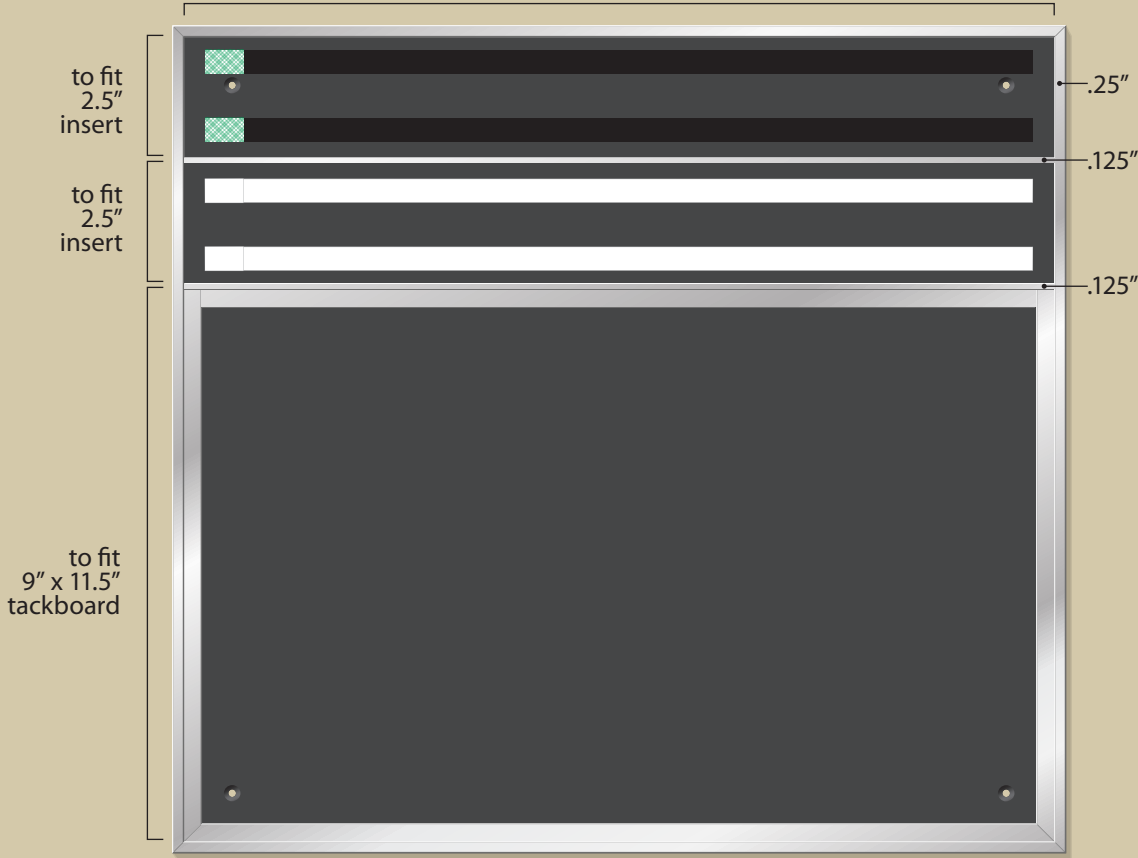 to fit
2.5”
insert
.25”
.125”
to fit
2.5”
insert
.125”
to fit
9” x 11.5”
tackboard